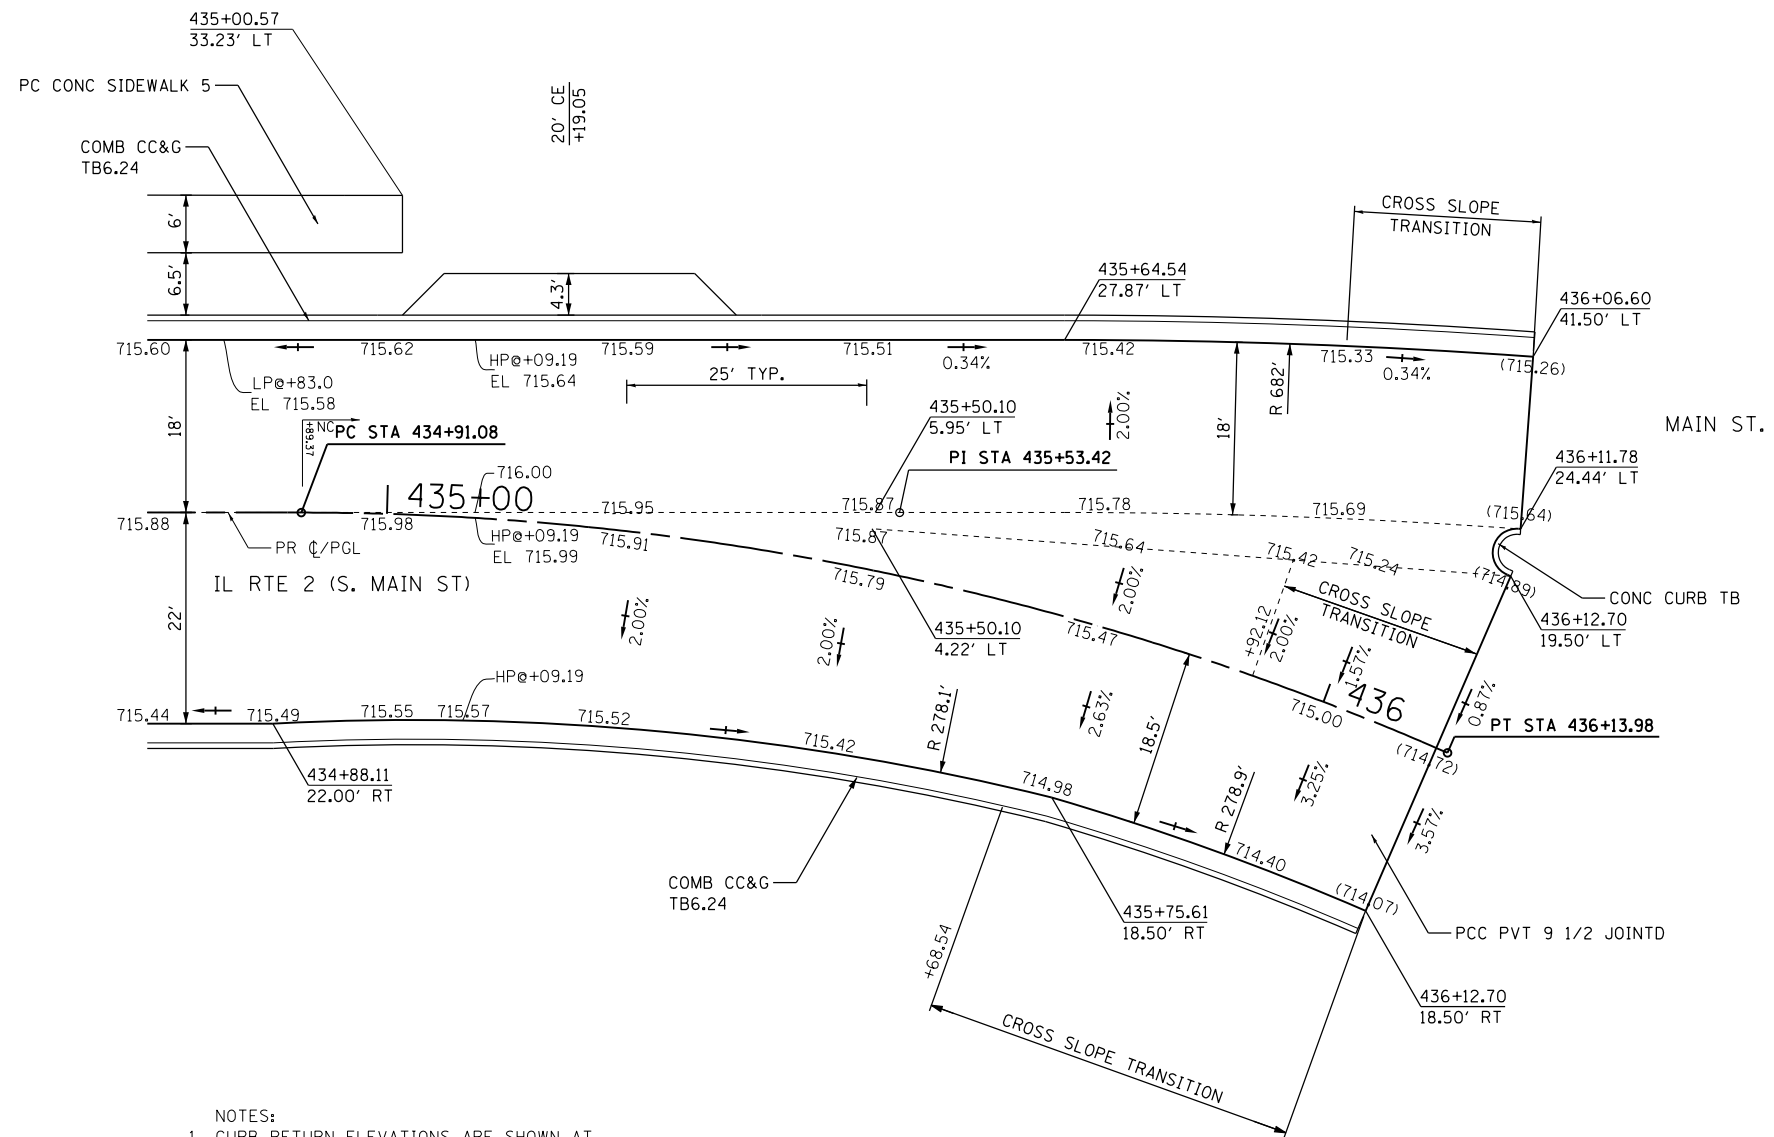 435+00.57
33.23' LT
PC CONC SIDEWALK 5
COMB CC&G
TB6.24
20' CE
+19.05
6'
6.5'
4.3'
CROSS SLOPE
TRANSITION
435+64.54
27.87' LT
436+06.60
41.50' LT
715.60
715.62
715.59
715.51
715.42
715.33
(715.26)
0.34%
0.34%
HP@+09.19
EL 715.64
25' TYP.
LP@+83.0
EL 715.58
18'
+89.37
NC
PC STA 434+91.08
435+50.10
5.95' LT
PI STA 435+53.42
2.00%
18'
R 682'
MAIN ST.
436+11.78
24.44' LT
716.00
435+00
715.88
715.98
715.95
715.87
715.78
715.69
(715.64)
HP@+09.19
EL 715.99
715.91
715.87
715.79
715.64
715.42
715.24
(714.89)
PR ℄/PGL
IL RTE 2 (S. MAIN ST)
CONC CURB TB
22'
2.00%
2.00%
435+50.10
4.22' LT
2.00%
715.47
+92.12
2.00%
CROSS SLOPE
TRANSITION
1.57%
436+12.70
19.50' LT
HP@+09.19
715.44
715.49
715.55
715.57
715.52
715.42
R 278.1'
2.63%
18.5'
715.00
436
0.87%
PT STA 436+13.98
(714.72)
434+88.11
22.00' RT
714.98
R 278.9'
3.25%
3.57%
714.40
(714.07)
COMB CC&G
TB6.24
435+75.61
18.50' RT
PCC PVT 9 1/2 JOINTD
+68.54
436+12.70
18.50' RT
CROSS SLOPE TRANSITION
NOTES:
1. CURB RETURN ELEVATIONS ARE SHOWN AT